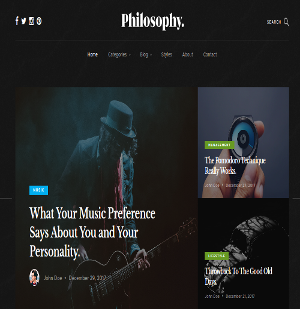 Philosophy.
SEARCH
Home Categories Blog Styles About Contact
MUSIC
What Your Music Preference
Says About You and Your
Personality.
John Doe • December 29, 2017
MANAGEMENT
The Pomodoro Technique
Really Works.
John Doe • December 27, 2017
LIFESTYLE
Throwback To The Good Old
Days.
John Doe • December 21, 2017